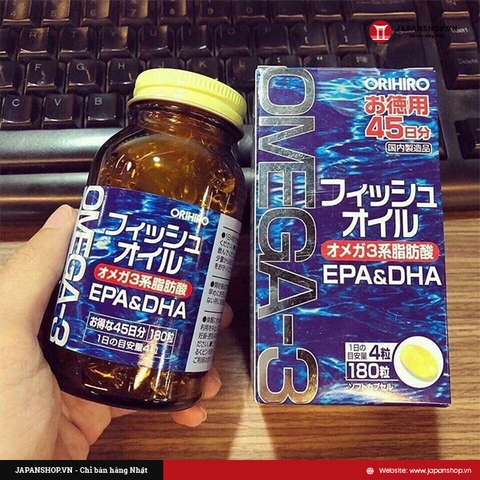 JAPANSHOP.VN
ORIHIRO
お徳用
45日分
国内製造品
OMEGA-3
フィッシュ
オイル
オメガ3系脂肪酸
EPA&DHA
1日の
目安量 4粒
180粒
ソフトカプセル
ORIHIRO
OMEGA-3
フィッシュ
オイル
オメガ3系脂肪酸
EPA&DHA
お得な45日分 180粒
1日の目安量4粒
JAPANSHOP.VN - Chỉ bán hàng Nhật
Website: www.japanshop.vn